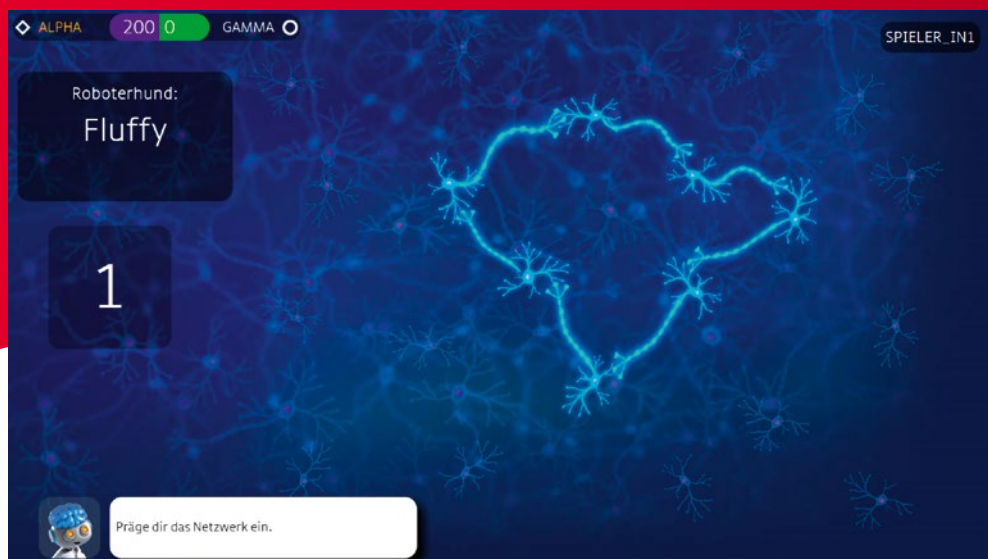 ALPHA 200 0 GAMMA
SPIELER_IN1
Roboterhund:
Fluffy
1
Präge dir das Netzwerk ein.